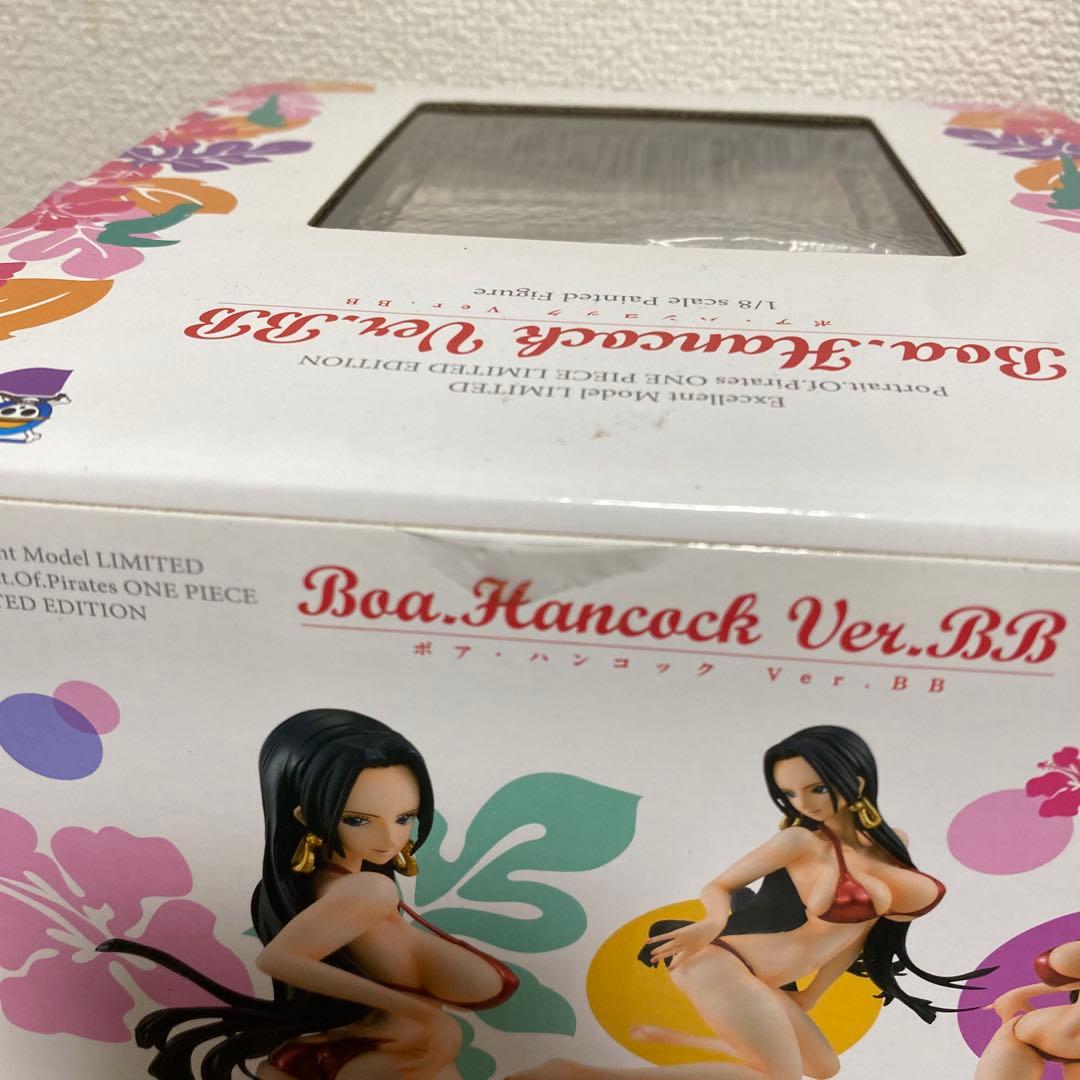 1/8 scale Painted Figure
ボア・ハンコック Ver.BB
Boa.Hancock Ver.BB
Portrait.Of.Pirates ONE PIECE LIMITED EDITION
Excellent Model LIMITED
nt Model LIMITED
t.Of.Pirates ONE PIECE
TED EDITION
Boa.Hancock Ver.BB
ボア・ハンコック Ver.BB